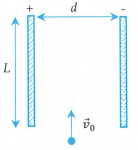 + d -
L
v⃗₀